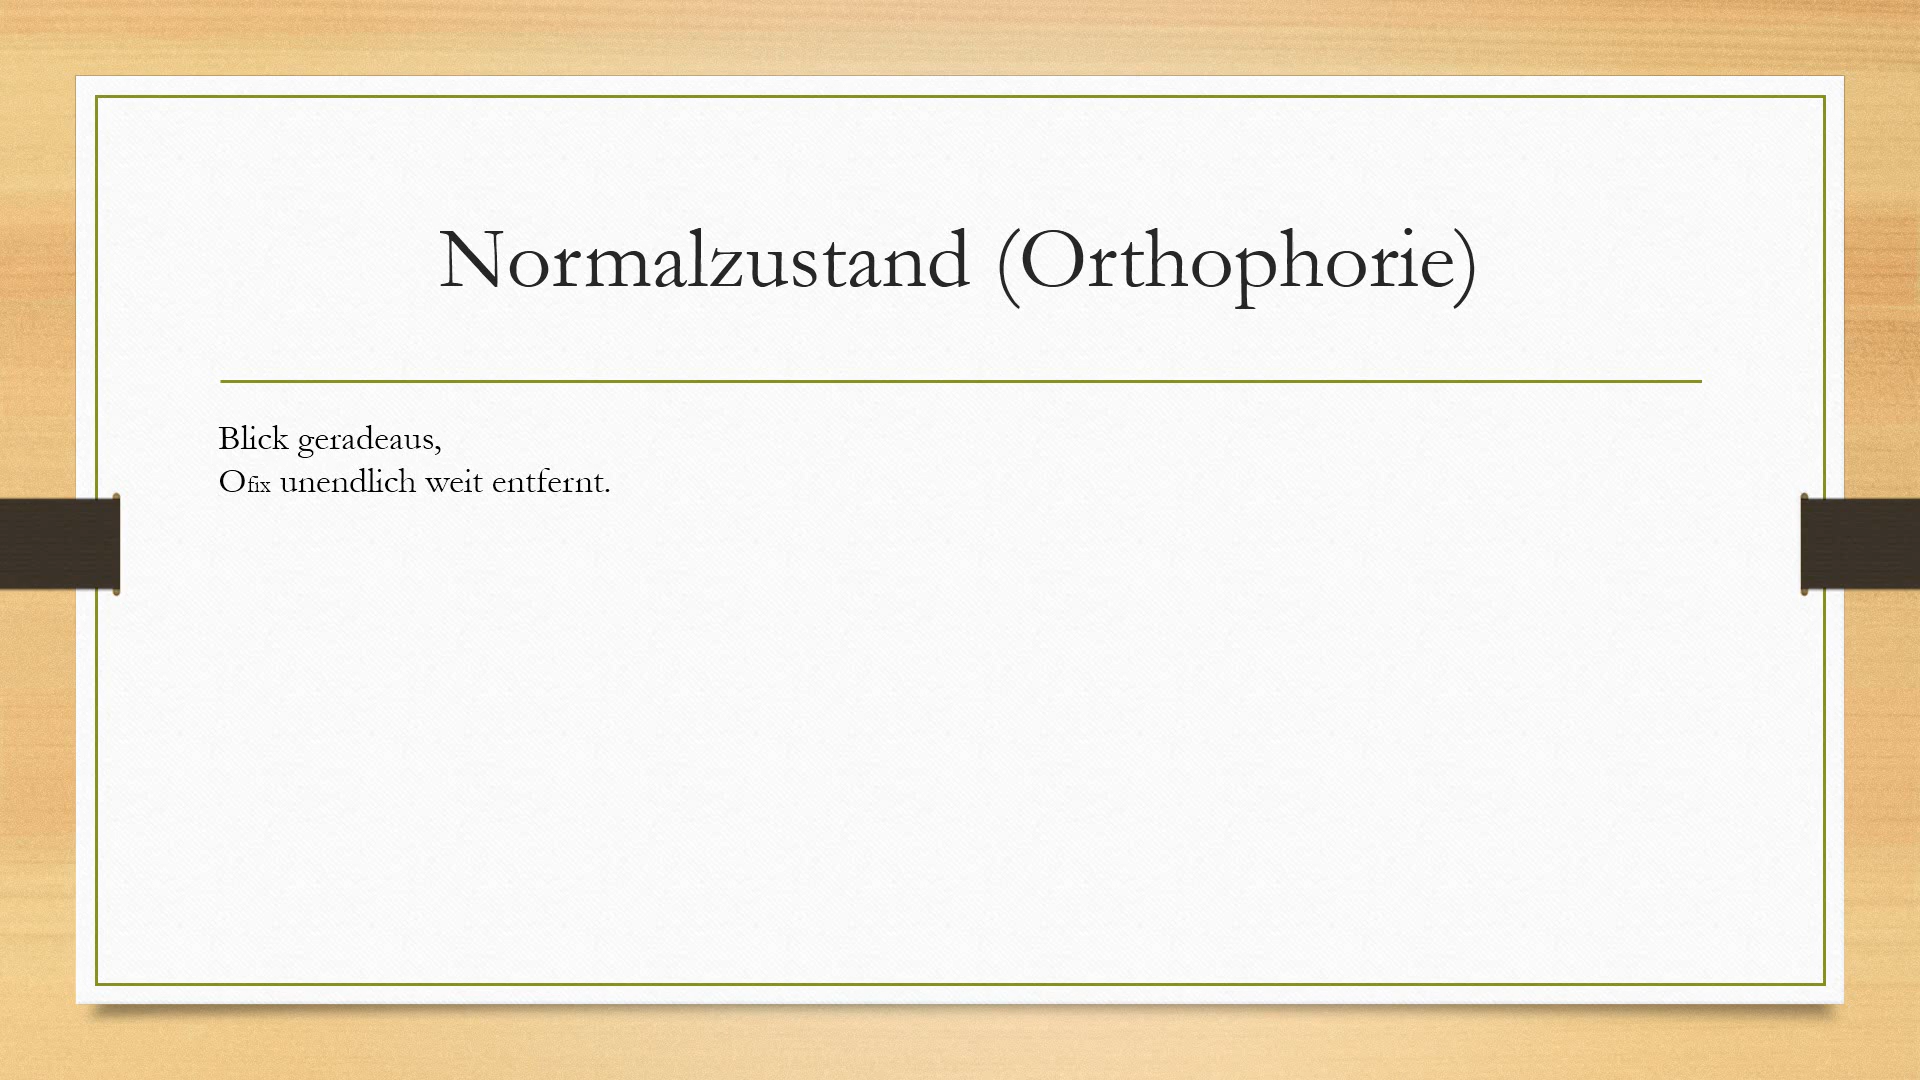 Normalzustand (Orthophorie)
Blick geradeaus,
Ofix unendlich weit entfernt.